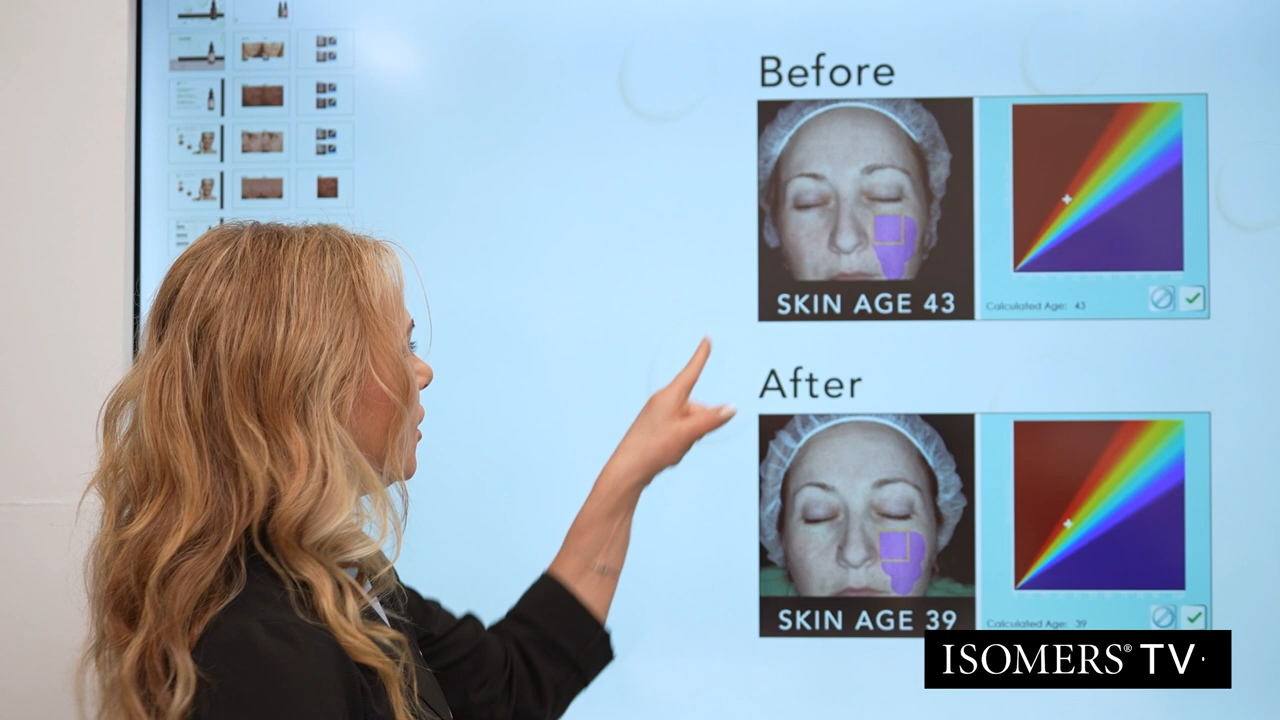 Before
SKIN AGE 43
Calculated Age: 43
After
SKIN AGE 39
Calculated Age: 39
ISOMERS® TV